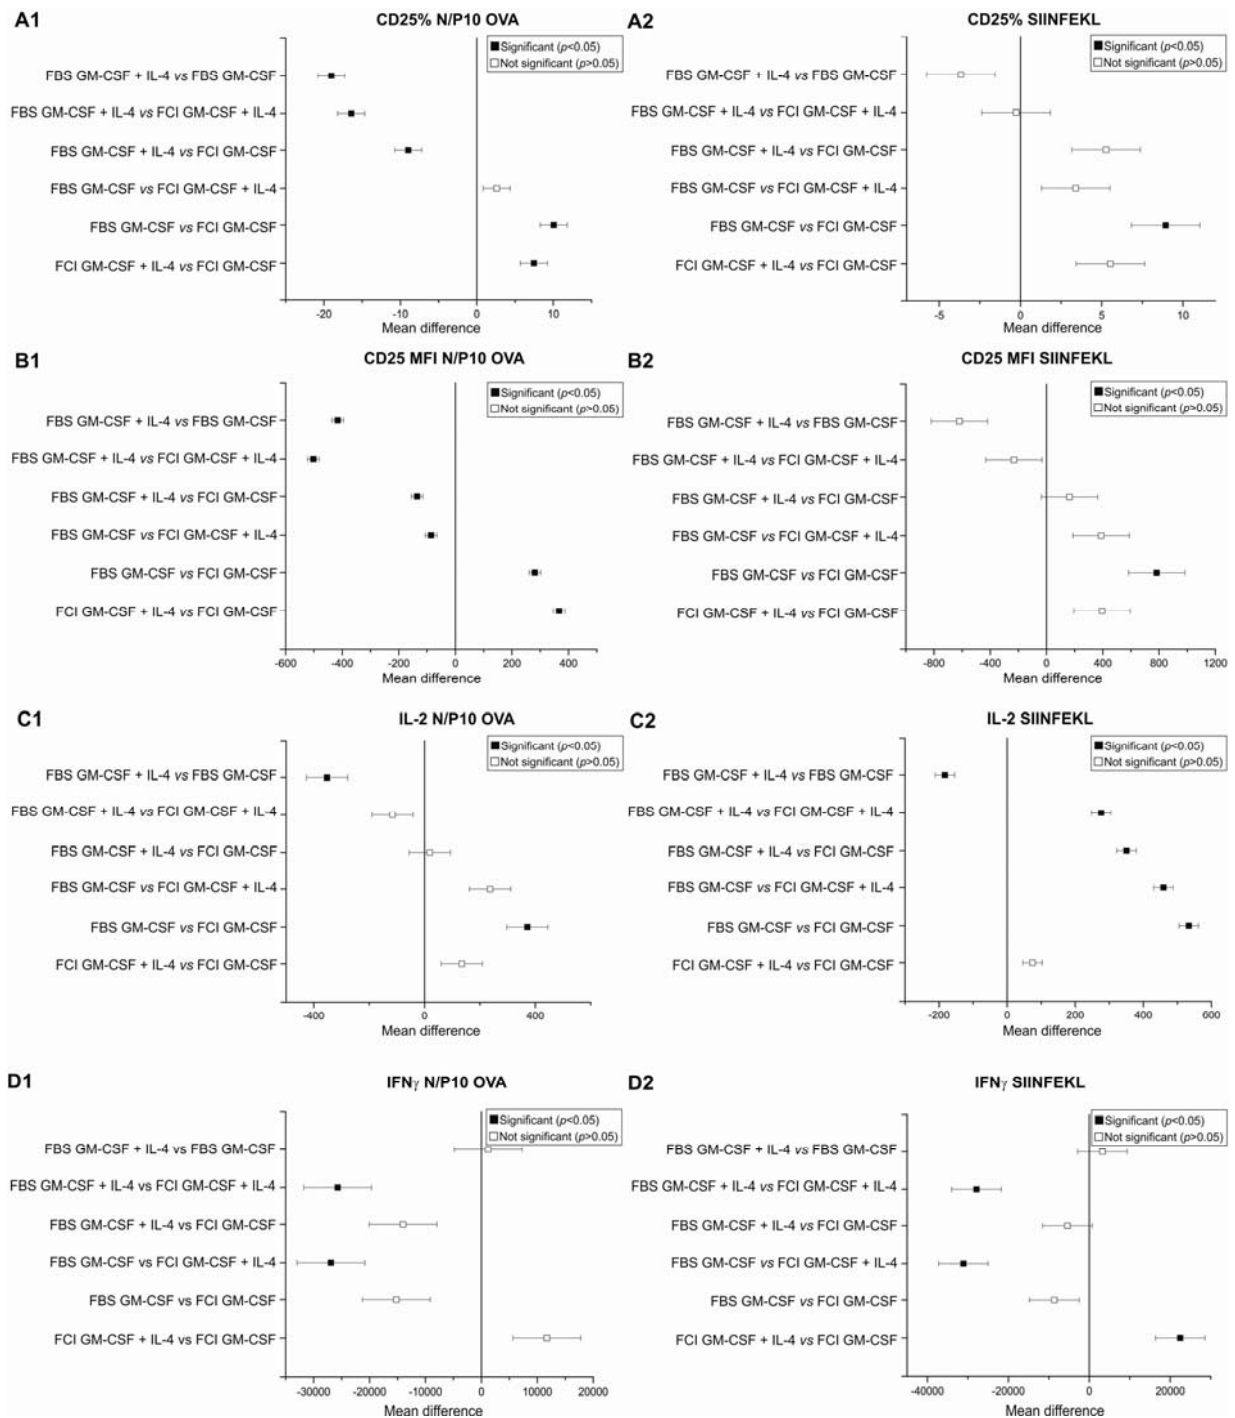 A1
CD25% N/P10 OVA
Significant (p<0.05)
Not significant (p>0.05)
FBS GM-CSF + IL-4 vs FBS GM-CSF
FBS GM-CSF + IL-4 vs FCI GM-CSF + IL-4
FBS GM-CSF + IL-4 vs FCI GM-CSF
FBS GM-CSF vs FCI GM-CSF + IL-4
FBS GM-CSF vs FCI GM-CSF
FCI GM-CSF + IL-4 vs FCI GM-CSF
-20 -10 0 10
Mean difference
A2
CD25% SIINFEKL
Significant (p<0.05)
Not significant (p>0.05)
FBS GM-CSF + IL-4 vs FBS GM-CSF
FBS GM-CSF + IL-4 vs FCI GM-CSF + IL-4
FBS GM-CSF + IL-4 vs FCI GM-CSF
FBS GM-CSF vs FCI GM-CSF + IL-4
FBS GM-CSF vs FCI GM-CSF
FCI GM-CSF + IL-4 vs FCI GM-CSF
-5 0 5 10
Mean difference
B1
CD25 MFI N/P10 OVA
Significant (p<0.05)
Not significant (p>0.05)
FBS GM-CSF + IL-4 vs FBS GM-CSF
FBS GM-CSF + IL-4 vs FCI GM-CSF + IL-4
FBS GM-CSF + IL-4 vs FCI GM-CSF
FBS GM-CSF vs FCI GM-CSF + IL-4
FBS GM-CSF vs FCI GM-CSF
FCI GM-CSF + IL-4 vs FCI GM-CSF
-600 -400 -200 0 200 400
Mean difference
B2
CD25 MFI SIINFEKL
Significant (p<0.05)
Not significant (p>0.05)
FBS GM-CSF + IL-4 vs FBS GM-CSF
FBS GM-CSF + IL-4 vs FCI GM-CSF + IL-4
FBS GM-CSF + IL-4 vs FCI GM-CSF
FBS GM-CSF vs FCI GM-CSF + IL-4
FBS GM-CSF vs FCI GM-CSF
FCI GM-CSF + IL-4 vs FCI GM-CSF
-800 -400 0 400 800 1200
Mean difference
C1
IL-2 N/P10 OVA
Significant (p<0.05)
Not significant (p>0.05)
FBS GM-CSF + IL-4 vs FBS GM-CSF
FBS GM-CSF + IL-4 vs FCI GM-CSF + IL-4
FBS GM-CSF + IL-4 vs FCI GM-CSF
FBS GM-CSF vs FCI GM-CSF + IL-4
FBS GM-CSF vs FCI GM-CSF
FCI GM-CSF + IL-4 vs FCI GM-CSF
-400 0 400
Mean difference
C2
IL-2 SIINFEKL
Significant (p<0.05)
Not significant (p>0.05)
FBS GM-CSF + IL-4 vs FBS GM-CSF
FBS GM-CSF + IL-4 vs FCI GM-CSF + IL-4
FBS GM-CSF + IL-4 vs FCI GM-CSF
FBS GM-CSF vs FCI GM-CSF + IL-4
FBS GM-CSF vs FCI GM-CSF
FCI GM-CSF + IL-4 vs FCI GM-CSF
-200 0 200 400 600
Mean difference
D1
IFNγ N/P10 OVA
Significant (p<0.05)
Not significant (p>0.05)
FBS GM-CSF + IL-4 vs FBS GM-CSF
FBS GM-CSF + IL-4 vs FCI GM-CSF + IL-4
FBS GM-CSF + IL-4 vs FCI GM-CSF
FBS GM-CSF vs FCI GM-CSF + IL-4
FBS GM-CSF vs FCI GM-CSF
FCI GM-CSF + IL-4 vs FCI GM-CSF
-30000 -20000 -10000 0 10000 20000
Mean difference
D2
IFNγ SIINFEKL
Significant (p<0.05)
Not significant (p>0.05)
FBS GM-CSF + IL-4 vs FBS GM-CSF
FBS GM-CSF + IL-4 vs FCI GM-CSF + IL-4
FBS GM-CSF + IL-4 vs FCI GM-CSF
FBS GM-CSF vs FCI GM-CSF + IL-4
FBS GM-CSF vs FCI GM-CSF
FCI GM-CSF + IL-4 vs FCI GM-CSF
-40000 -20000 0 20000
Mean difference